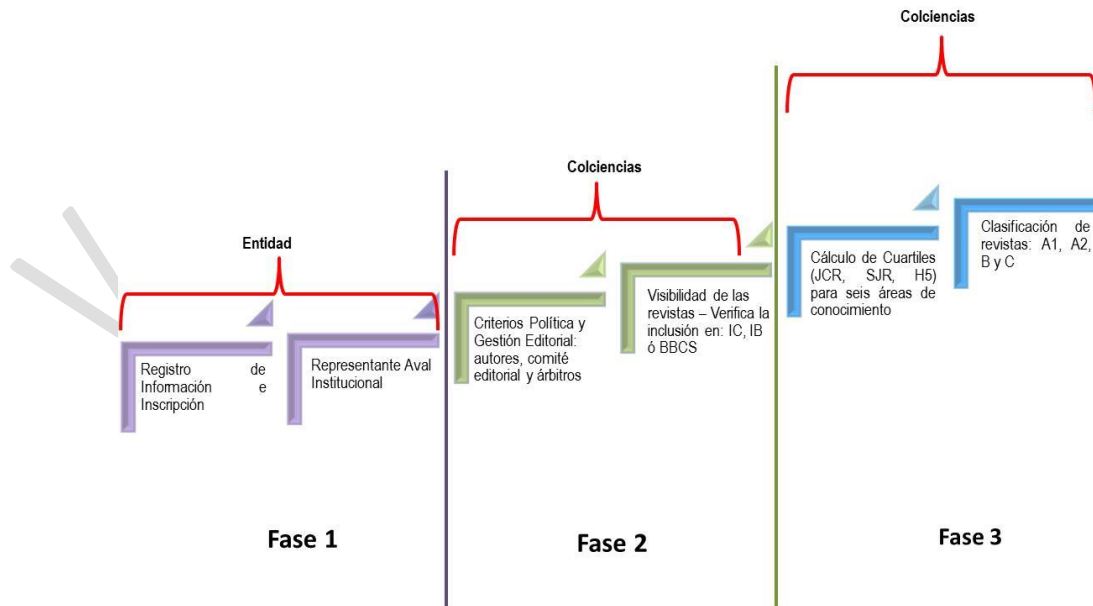 Entidad
Registro de
Información e
Inscripción
Representante Aval
Institucional
Fase 1
Colciencias
Criterios Política y
Gestión Editorial:
autores, comité
editorial y árbitros
Visibilidad de las
revistas – Verifica la
inclusión en: IC, IB
ó BBCS
Fase 2
Colciencias
Cálculo de Cuartiles
(JCR, SJR, H5)
para seis áreas de
conocimiento
Clasificación de
revistas: A1, A2,
B y C
Fase 3